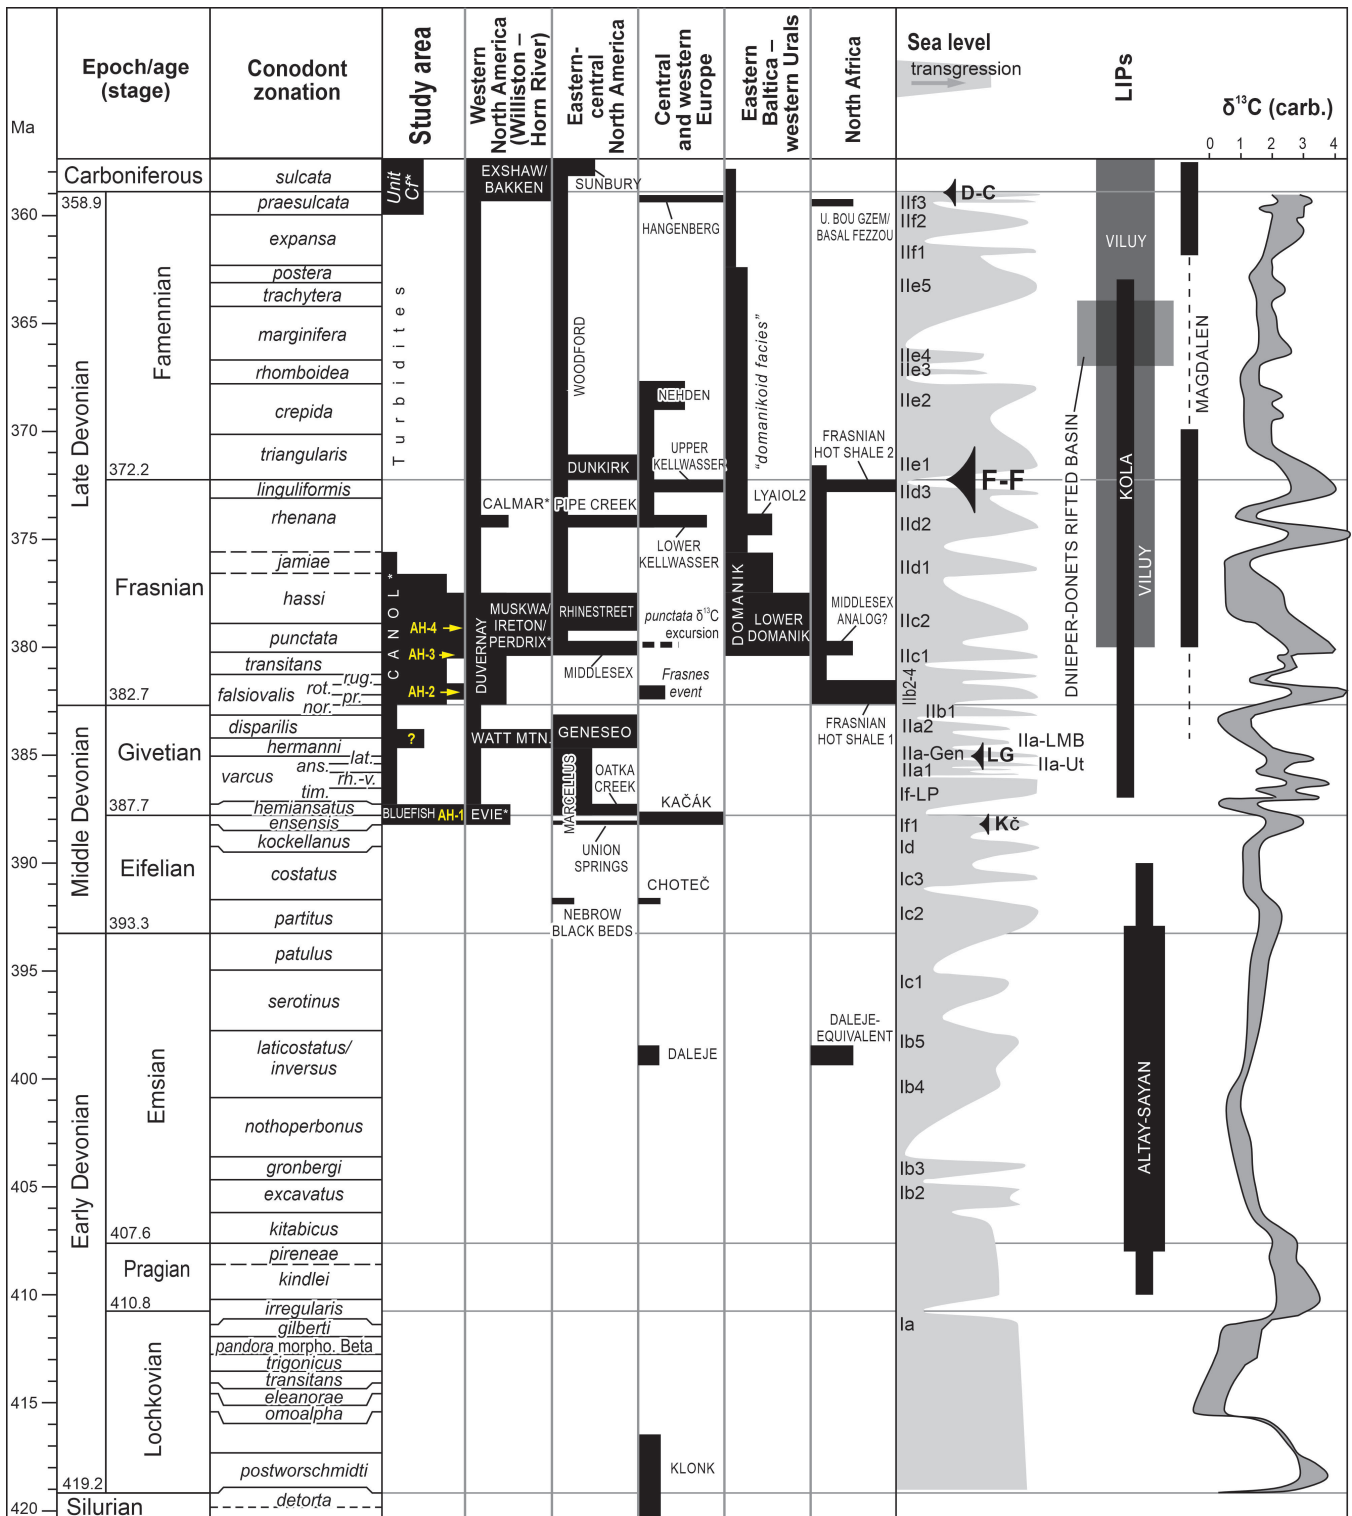 Ma
Epoch/age
(stage)
Conodont
zonation
Study area
Western
North America
(Williston –
Horn River)
Eastern-
central
North America
Central
and western
Europe
Eastern
Baltica –
western Urals
North Africa
Sea level
transgression
LIPs
δ¹³C (carb.)
0 1 2 3 4
360
365
370
375
380
385
390
395
400
405
410
415
420
Carboniferous
358.9
Late Devonian
Famennian
372.2
Frasnian
382.7
Middle Devonian
Givetian
387.7
Eifelian
393.3
Early Devonian
Emsian
407.6
Pragian
410.8
Lochkovian
419.2
Silurian
sulcata
praesulcata
expansa
postera
trachytera
marginifera
rhomboidea
crepida
triangularis
linguliformis
rhenana
jamiae
hassi
punctata
transitans
falsiovalis
rug.
rot.
pr.
nor.
disparilis
hermanni
lat.
ans.
varcus
rh.-v.
tim.
hemiansatus
ensensis
kockellanus
costatus
partitus
patulus
serotinus
laticostatus/
inversus
nothoperbonus
gronbergi
excavatus
kitabicus
pireneae
kindlei
irregularis
gilberti
pandora morpho. Beta
trigonicus
transitans
eleanorae
omoalpha
postworschmidti
detorta
Unit
Cf*
Turbidites
CANOL*
AH-4
AH-3
AH-2
?
BLUEFISH AH-1
EXSHAW/
BAKKEN
CALMAR*
MUSKWA/
IRETON/
PERDRIX*
DUVERNAY
WATT MTN.
EVIE*
SUNBURY
WOODFORD
DUNKIRK
PIPE CREEK
RHINESTREET
MIDDLESEX
GENESEO
MARCELLUS
OATKA
CREEK
UNION
SPRINGS
NEBROW
BLACK BEDS
HANGENBERG
NEHDEN
UPPER
KELLWASSER
LOWER
KELLWASSER
punctata δ¹³C
excursion
Frasnes
event
KAČÁK
CHOTEČ
DALEJE
KLONK
"domanikoid facies"
LYAIOL2
DOMANIK
LOWER
DOMANIK
U. BOU GZEM/
BASAL FEZZOU
FRASNIAN
HOT SHALE 2
MIDDLESEX
ANALOG?
FRASNIAN
HOT SHALE 1
DALEJE-
EQUIVALENT
D-C
IIf3
IIf2
IIf1
IIe5
IIe4
IIe3
IIe2
IIe1
F-F
IId3
IId2
IId1
IIc2
IIc1
IIb2-4
IIb1
IIa2
IIa-LMB
IIa-Gen
LG
IIa-Ut
IIa1
If-LP
If1
Kč
Id
Ic3
Ic2
Ic1
Ib5
Ib4
Ib3
Ib2
Ia
VILUY
DNIEPER-DONETS RIFTED BASIN
KOLA
VILUY
MAGDALEN
ALTAY-SAYAN